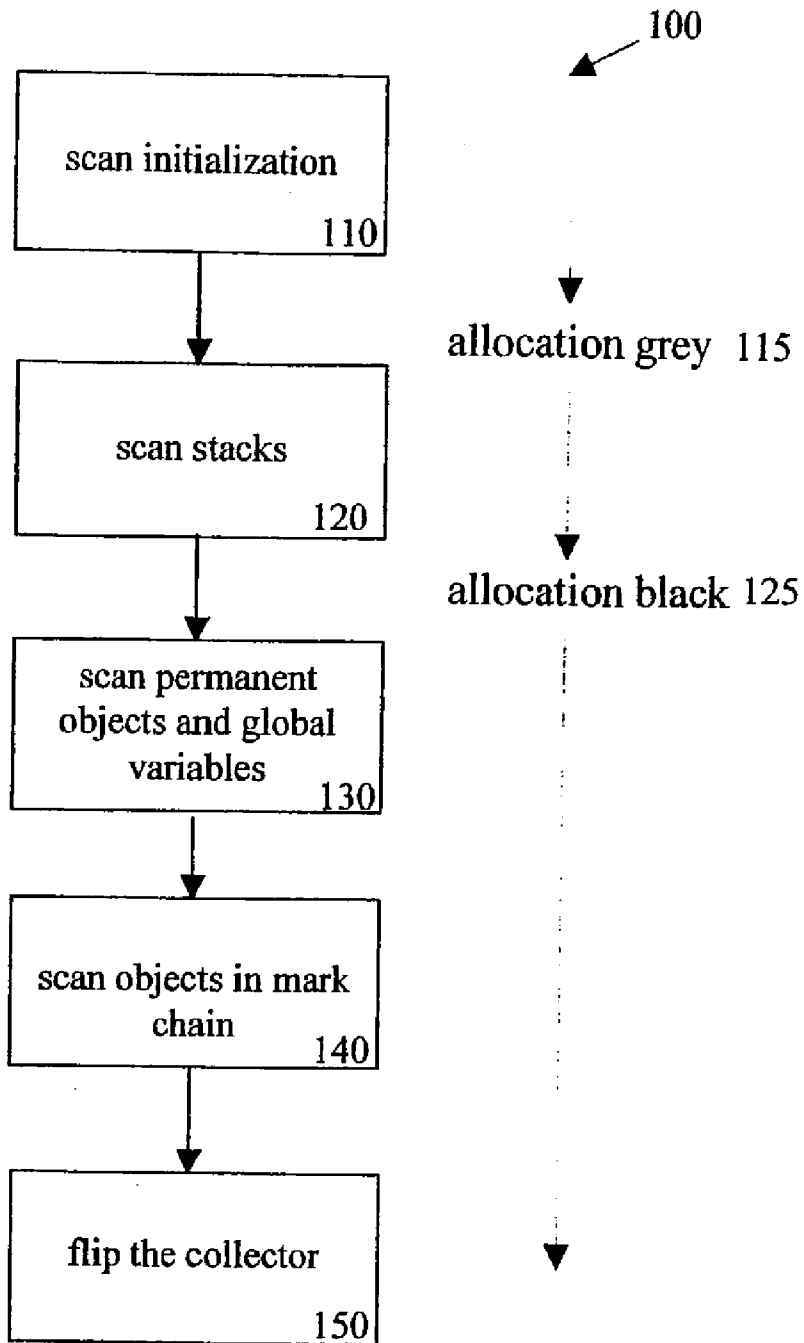 100
scan initialization
110
allocation grey 115
scan stacks
120
allocation black 125
scan permanent
objects and global
variables
130
scan objects in mark
chain
140
flip the collector
150